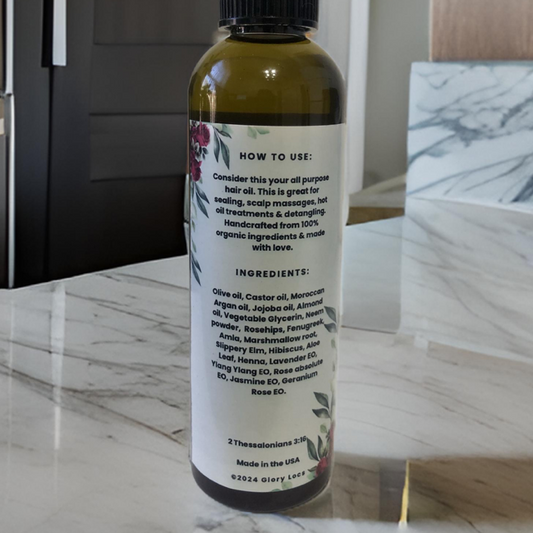 HOW TO USE:
Consider this your all purpose
hair oil. This is great for
sealing, scalp massages, hot
oil treatments & detangling.
Handcrafted from 100%
organic ingredients & made
with love.
INGREDIENTS:
Olive oil, Castor oil, Moroccan
Argan oil, Jojoba oil, Almond
oil, Vegetable Glycerin, Neem
powder, Rosehips, Fenugreek,
Amla, Marshmallow root,
Slippery Elm, Hibiscus, Aloe
Leaf, Henna, Lavender EO,
Ylang Ylang EO, Rose absolute
EO, Jasmine EO, Geranium
Rose EO.
2 Thessalonians 3:16
Made in the USA
©2024 Glory Locs